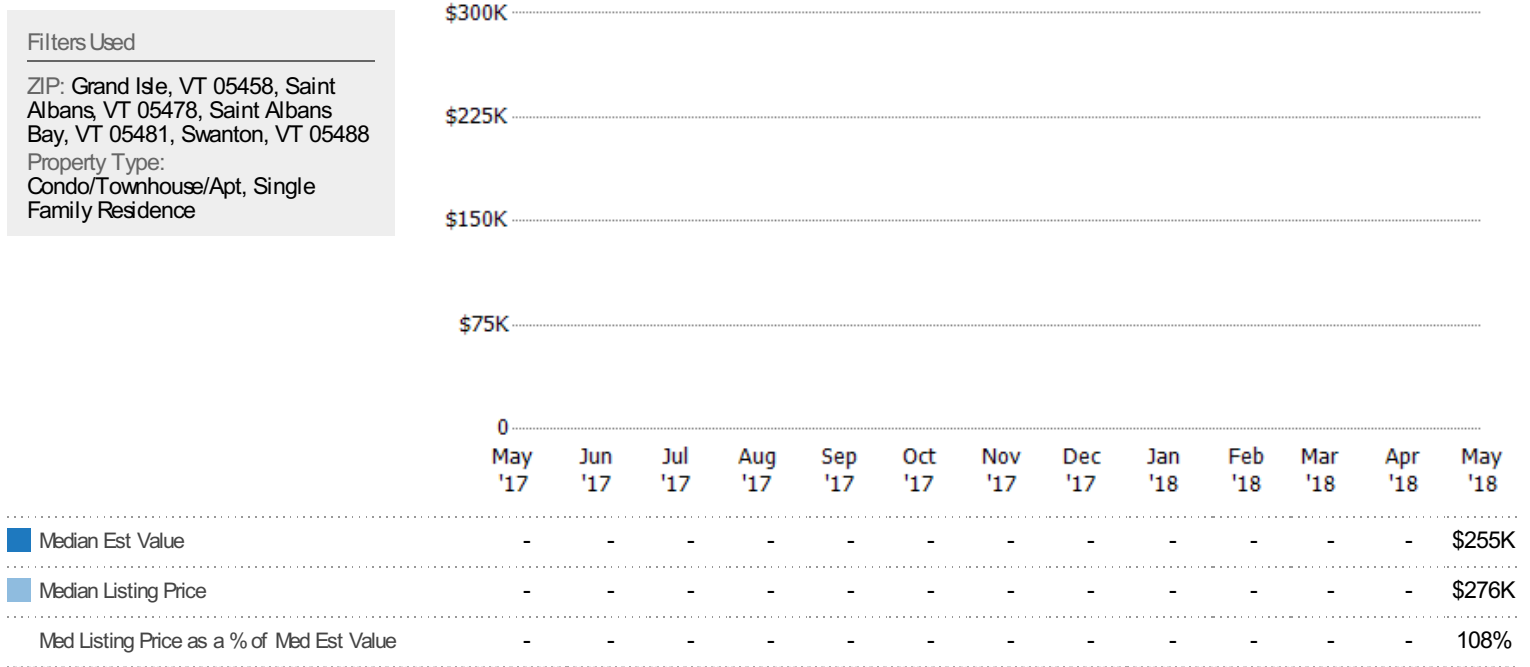 Filters Used
ZIP: Grand Isle, VT 05458, Saint
Albans, VT 05478, Saint Albans
Bay, VT 05481, Swanton, VT 05488
Property Type:
Condo/Townhouse/Apt, Single
Family Residence
$300K
$225K
$150K
$75K
0
May Jun Jul Aug Sep Oct Nov Dec Jan Feb Mar Apr May
'17 '17 '17 '17 '17 '17 '17 '17 '18 '18 '18 '18 '18
Median Est Value - - - - - - - - - - - - $255K
Median Listing Price - - - - - - - - - - - - $276K
Med Listing Price as a % of Med Est Value - - - - - - - - - - - - 108%